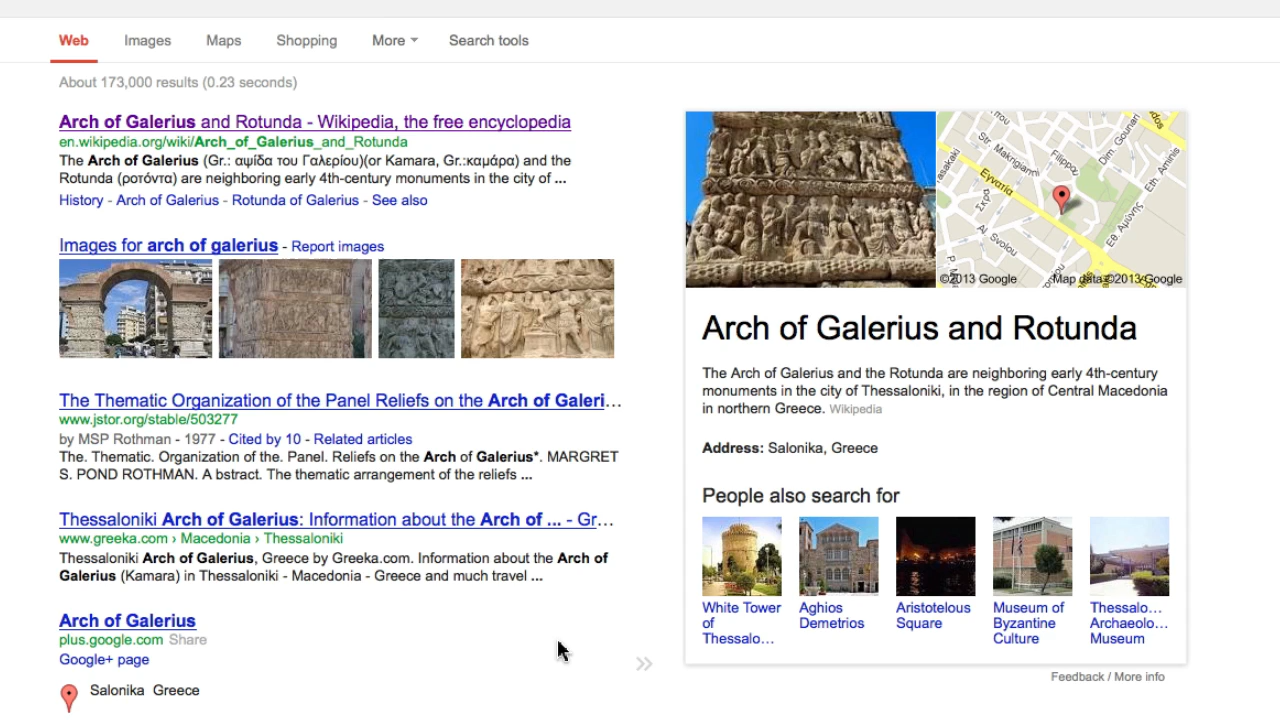 Web Images Maps Shopping More Search tools
About 173,000 results (0.23 seconds)
Arch of Galerius and Rotunda - Wikipedia, the free encyclopedia
en.wikipedia.org/wiki/Arch_of_Galerius_and_Rotunda
The Arch of Galerius (Gr.: αψίδα του Γαλερίου)(or Kamara, Gr.:καμάρα) and the
Rotunda (ροτόντα) are neighboring early 4th-century monuments in the city of ...
History - Arch of Galerius - Rotunda of Galerius - See also
Images for arch of galerius - Report images
The Thematic Organization of the Panel Reliefs on the Arch of Galeri...
www.jstor.org/stable/503277
by MSP Rothman - 1977 - Cited by 10 - Related articles
The. Thematic. Organization of the. Panel. Reliefs on the Arch of Galerius*. MARGRET
S. POND ROTHMAN. A bstract. The thematic arrangement of the reliefs ...
Thessaloniki Arch of Galerius: Information about the Arch of ... - Gr...
www.greeka.com › Macedonia › Thessaloniki
Thessaloniki Arch of Galerius, Greece by Greeka.com. Information about the Arch of
Galerius (Kamara) in Thessaloniki - Macedonia - Greece and much travel ...
Arch of Galerius
plus.google.com Share
Google+ page
Salonika Greece
Str. Makrigianni
Filippou
Dim. Gounari
Eth. Aminis
Εγνατία
Σκρα
Al. Svolou
Εθ. Αμύνης
©2013 Google
Map data ©2013 Google
Arch of Galerius and Rotunda
The Arch of Galerius and the Rotunda are neighboring early 4th-century
monuments in the city of Thessaloniki, in the region of Central Macedonia
in northern Greece. Wikipedia
Address: Salonika, Greece
People also search for
White Tower
of
Thessalo...
Aghios
Demetrios
Aristotelous
Square
Museum of
Byzantine
Culture
Thessalo...
Archaeolo...
Museum
Feedback / More info